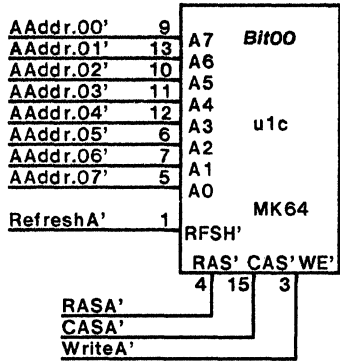 AAddr.00' 9 A7 Bit00
AAddr.01' 13 A6
AAddr.02' 10 A5
AAddr.03' 11 A4
AAddr.04' 12 A3 u1c
AAddr.05' 6 A2
AAddr.06' 7 A1
AAddr.07' 5 A0
MK64
RefreshA' 1 RFSH'
RAS' CAS' WE'
4 15 3
RASA'
CASA'
WriteA'